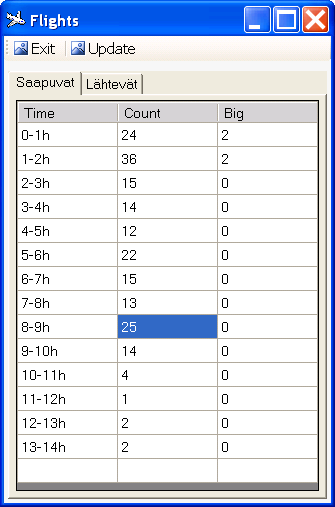 Flights
Exit Update
Saapuvat Lähtevät
Time Count Big
0-1h 24 2
1-2h 36 2
2-3h 15 0
3-4h 14 0
4-5h 12 0
5-6h 22 0
6-7h 15 0
7-8h 13 0
8-9h 25 0
9-10h 14 0
10-11h 4 0
11-12h 1 0
12-13h 2 0
13-14h 2 0